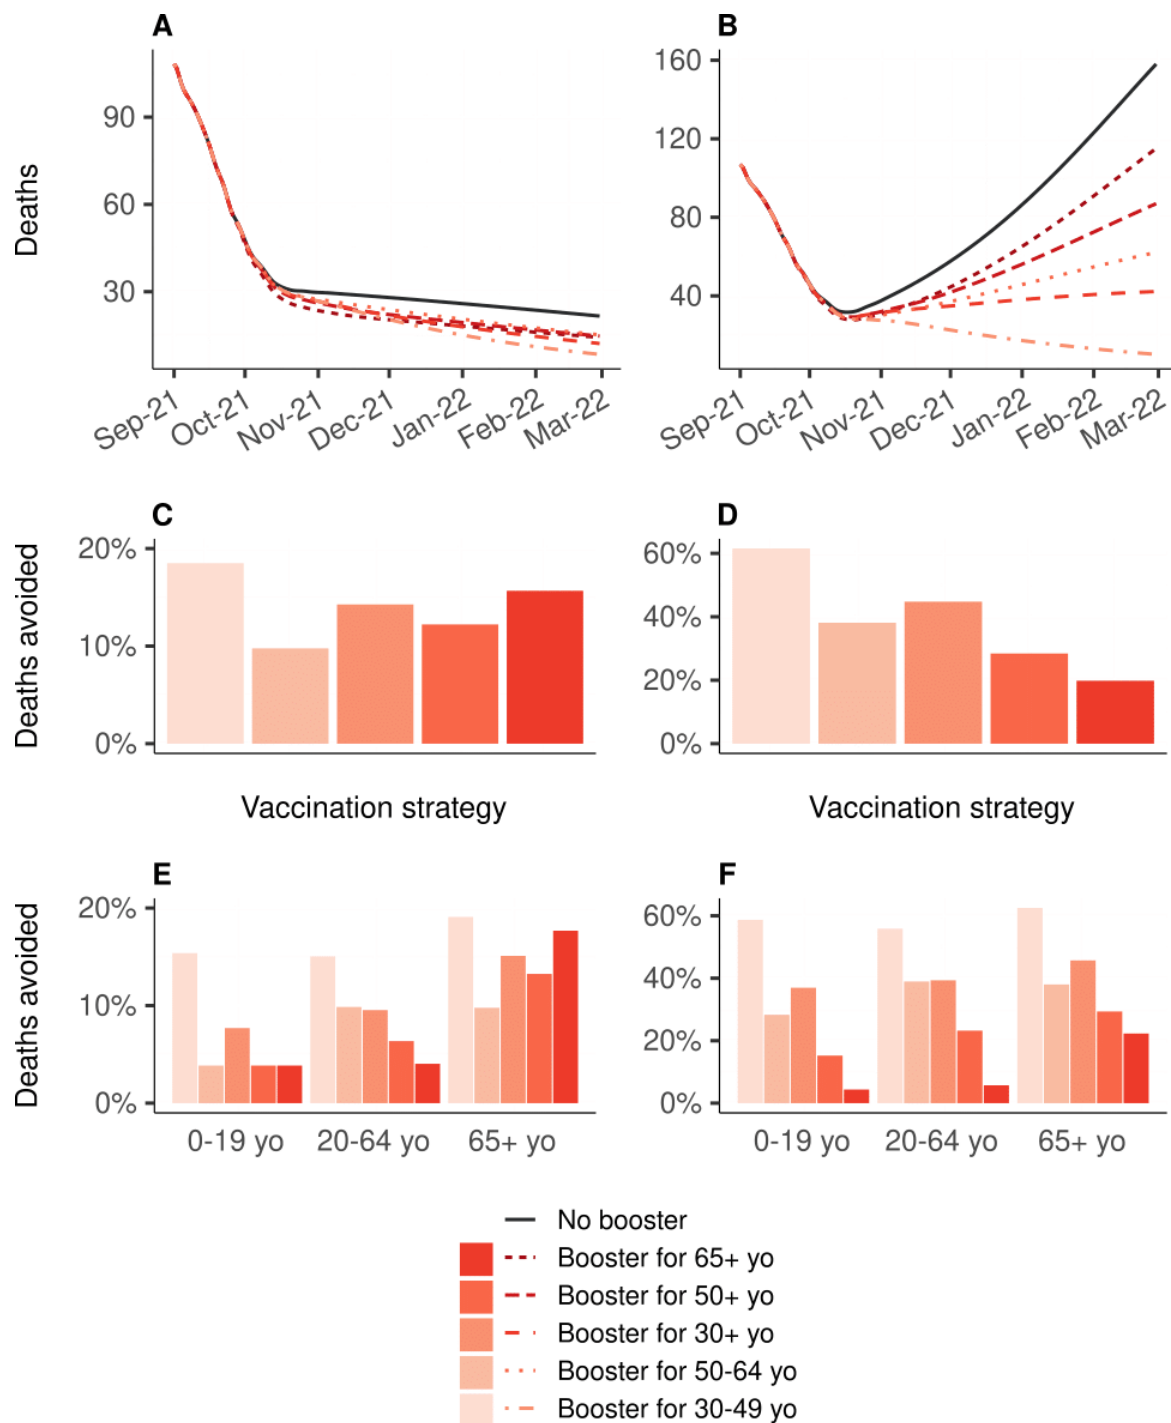 A
B
Deaths
90
60
30
160
120
80
40
Sep-21
Oct-21
Nov-21
Dec-21
Jan-22
Feb-22
Mar-22
Sep-21
Oct-21
Nov-21
Dec-21
Jan-22
Feb-22
Mar-22
C
D
Deaths avoided
20%
10%
0%
60%
40%
20%
0%
Vaccination strategy
Vaccination strategy
E
F
Deaths avoided
20%
10%
0%
60%
40%
20%
0%
0-19 yo
20-64 yo
65+ yo
0-19 yo
20-64 yo
65+ yo
No booster
Booster for 65+ yo
Booster for 50+ yo
Booster for 30+ yo
Booster for 50-64 yo
Booster for 30-49 yo